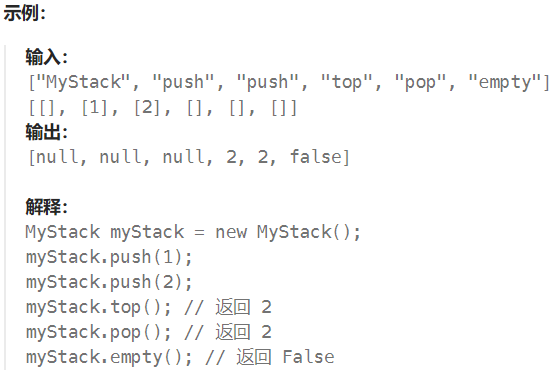 示例：
输入：
["MyStack", "push", "push", "top", "pop", "empty"]
[[], [1], [2], [], [], []]
输出：
[null, null, null, 2, 2, false]
解释：
MyStack myStack = new MyStack();
myStack.push(1);
myStack.push(2);
myStack.top(); // 返回 2
myStack.pop(); // 返回 2
myStack.empty(); // 返回 False